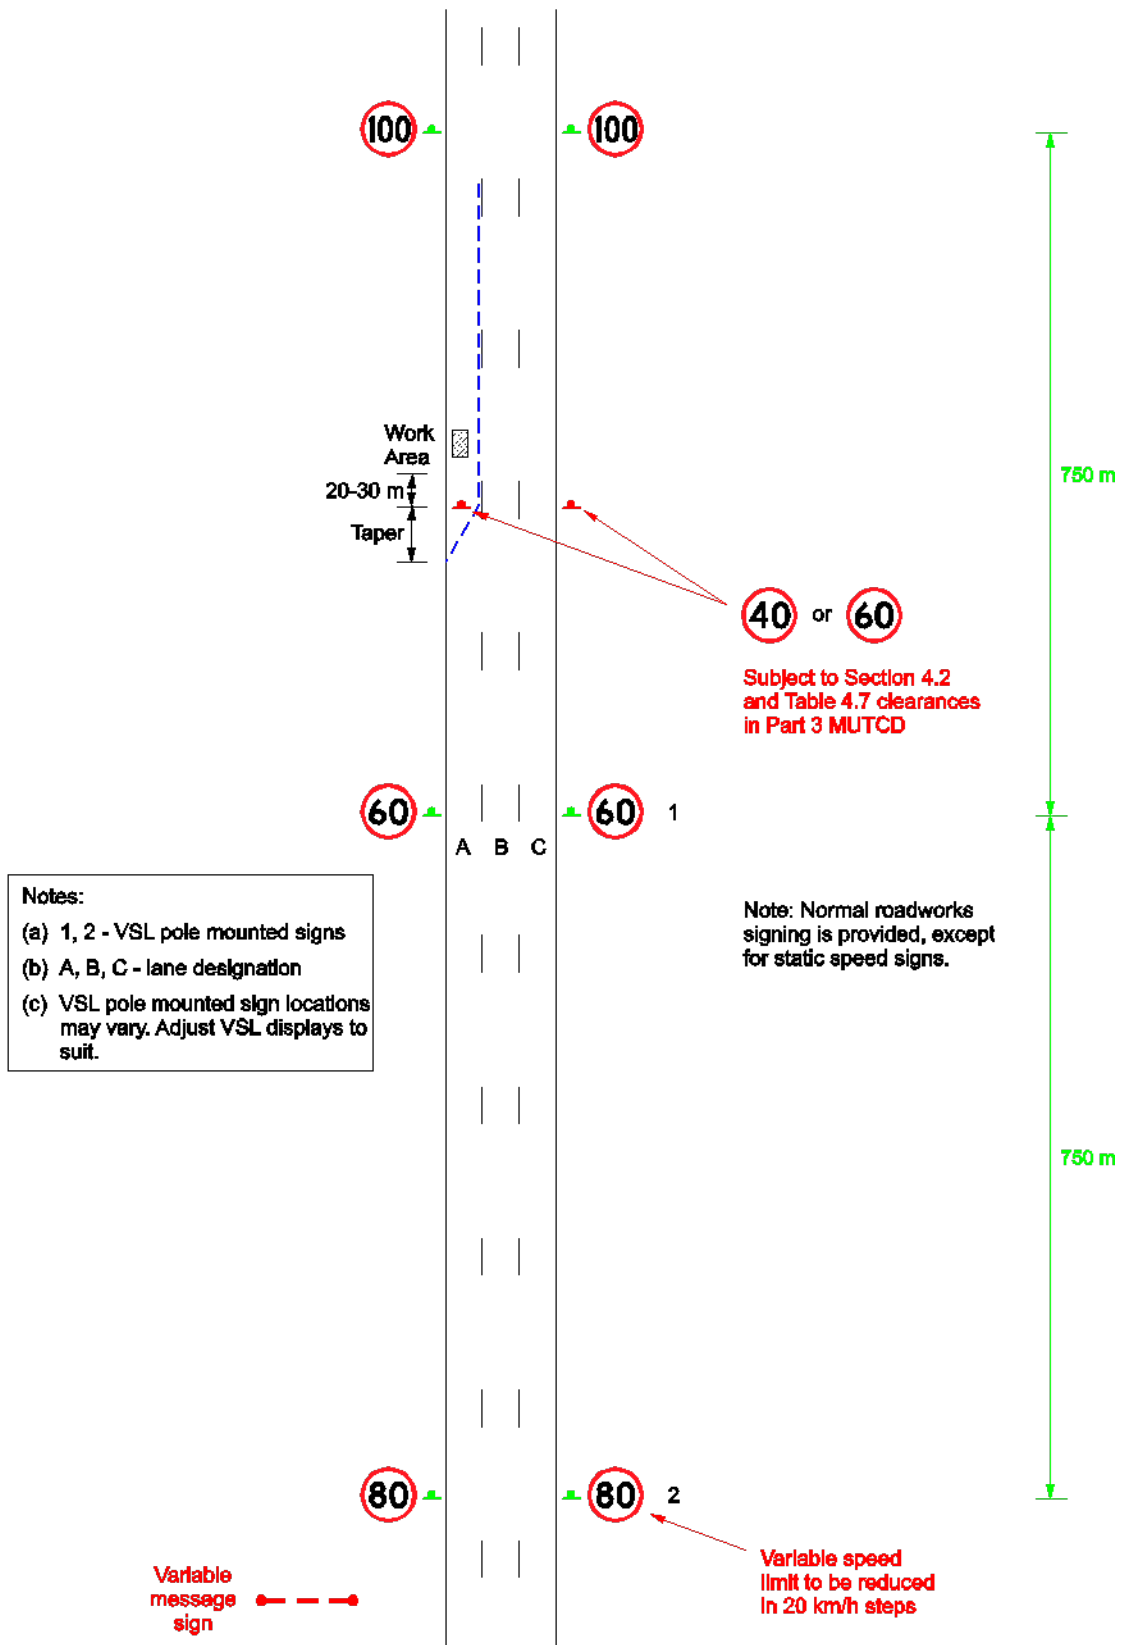 100
100
Work
Area
20-30 m
Taper
750 m
40 or 60
Subject to Section 4.2
and Table 4.7 clearances
in Part 3 MUTCD
60
60 1
A B C
Notes:
(a) 1, 2 - VSL pole mounted signs
(b) A, B, C - lane designation
(c) VSL pole mounted sign locations
may vary. Adjust VSL displays to
suit.
Note: Normal roadworks
signing is provided, except
for static speed signs.
750 m
80
80 2
Variable
message
sign
Variable speed
limit to be reduced
in 20 km/h steps